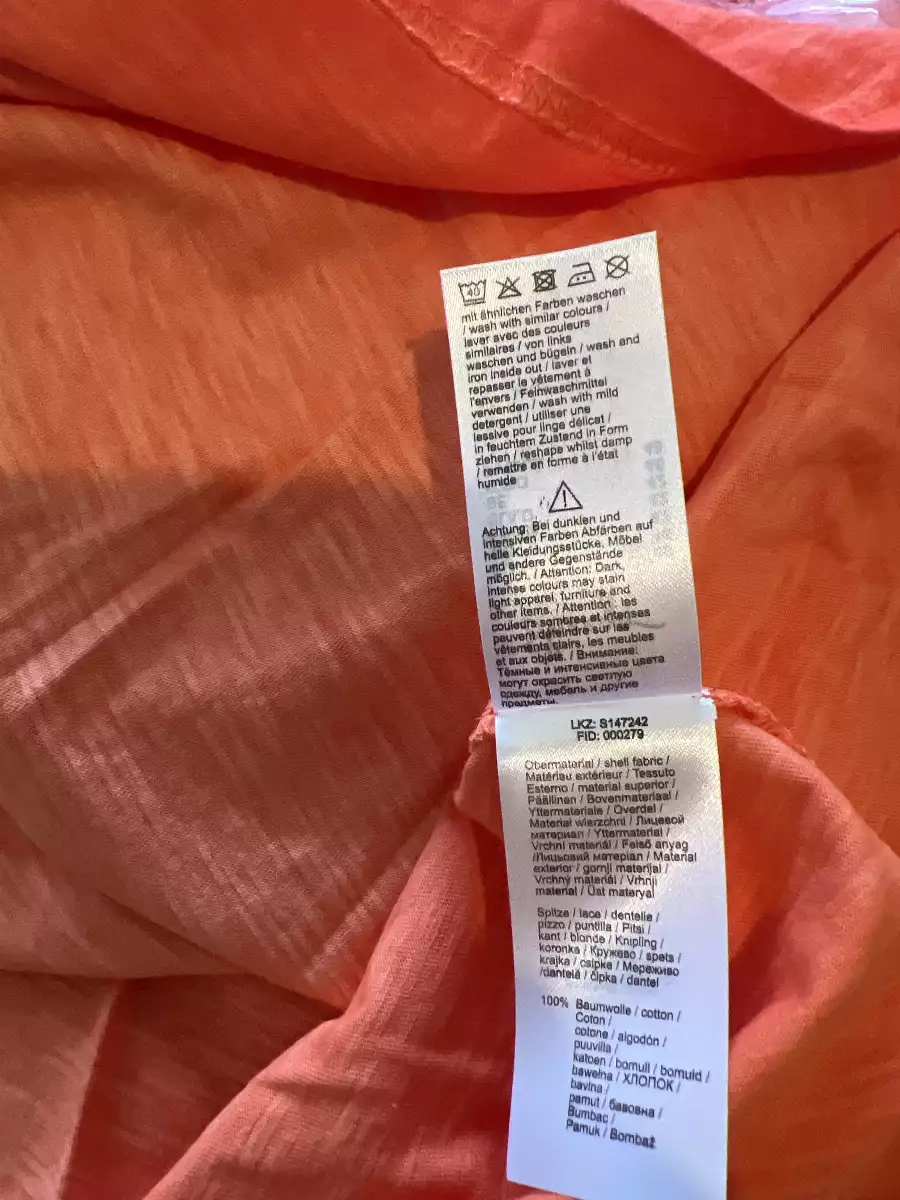 40
mit ähnlichen Farben waschen
/ wash with similar colours /
laver avec des couleurs
similaires / von links
waschen und bügeln / wash and
iron inside out / laver et
repasser le vêtement à
l'envers / Feinwaschmittel
verwenden / wash with mild
detergent / utiliser une
lessive pour linge délicat /
in feuchtem Zustand in Form
ziehen / reshape whilst damp
/ remettre en forme à l'état
humide
Achtung: Bei dunklen und
intensiven Farben Abfärben auf
helle Kleidungsstücke, Möbel
und andere Gegenstände
möglich. / Attention: Dark,
intense colours may stain
light apparel, furniture and
other items. / Attention : les
couleurs sombres et intenses
peuvent déteindre sur les
vêtements clairs, les meubles
et aux objets. / Внимание:
Тёмные и интенсивные цвета
могут окрасить светлую
одежду, мебель и другие
предметы.
LKZ: S147242
FID: 000279
Obermaterial / shell fabric /
Matériau extérieur / Tessuto
Esterno / material superior /
Päällinen / Bovenmateriaal /
Yttermateriale / Overdel /
Materiał wierzchni / Лицевой
материал / Yttermaterial /
Vrchní materiál / Felső anyag
/Лицьовий матеріал / Material
exterior / gornji materijal /
Vrchný materiál / Vrhnji
material / Üst materyal
Spitze / lace / dentelle /
pizzo / puntilla / Pitsi /
kant / blonde / Knipling /
koronka / Кружево / spets /
krajka / csipke / Мереживо
/dantelă / čipka / dantel
100% Baumwolle / cotton /
Coton /
cotone / algodón /
puuvilla /
katoen / bomull / bomuld /
bawełna / ХЛОПОК /
bavlna /
pamut / бавовна /
Bumbac /
Pamuk / Bombaž